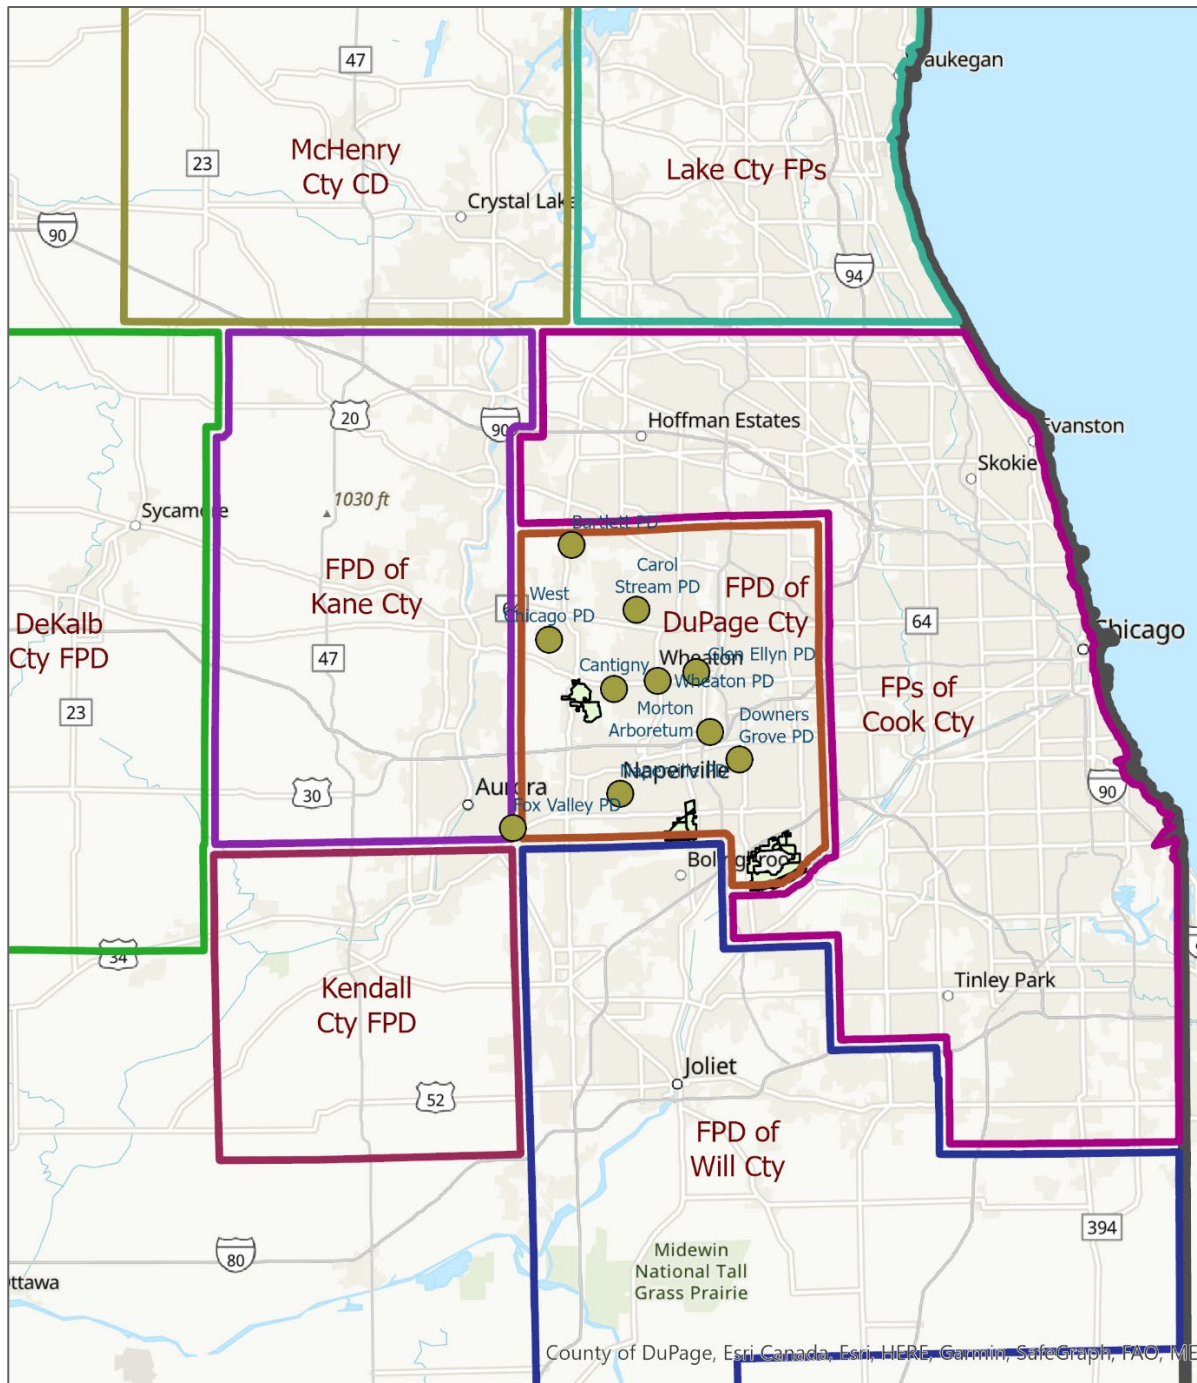 aukegan
47
McHenry
Cty CD
Lake Cty FPs
23
Crystal Lake
90
94
20
90
Hoffman Estates
Evanston
Skokie
1030 ft
Sycamore
Bartlett PD
FPD of
Kane Cty
Carol
Stream PD
FPD of
DuPage Cty
West
Chicago PD
64
64
DeKalb
Cty FPD
Chicago
47
Wheaton
Glen Ellyn PD
Cantigny
Wheaton PD
FPs of
Cook Cty
23
Morton
Arboretum
Downers
Grove PD
Naperville
Naperville PD
Aurora
30
90
Fox Valley PD
Bolingbroo
34
Kendall
Cty FPD
Tinley Park
Joliet
52
FPD of
Will Cty
394
80
Midewin
National Tall
Grass Prairie
Ottawa
County of DuPage, Esri Canada, Esri, HERE, Garmin, SafeGraph, FAO, ME